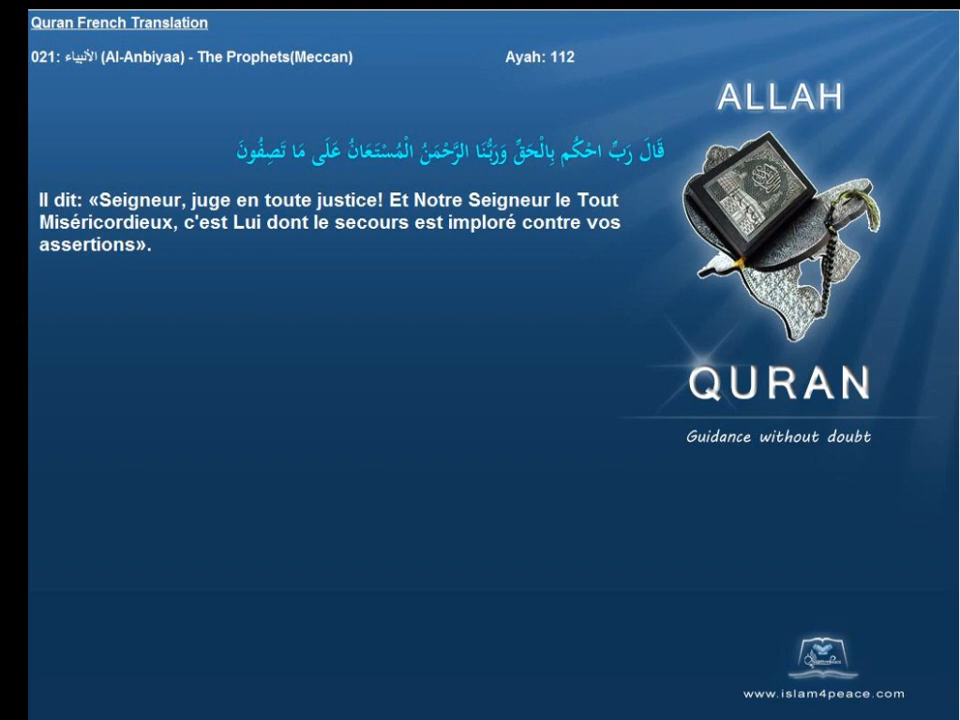 Quran French Translation
021: الأنبياء (Al-Anbiyaa) - The Prophets(Meccan) Ayah: 112
ALLAH
قَالَ رَبِّ احْكُم بِالْحَقِّ وَرَبُّنَا الرَّحْمَنُ الْمُسْتَعَانُ عَلَى مَا تَصِفُونَ
Il dit: «Seigneur, juge en toute justice! Et Notre Seigneur le Tout
Miséricordieux, c'est Lui dont le secours est imploré contre vos
assertions».
QURAN
Guidance without doubt
www.islam4peace.com